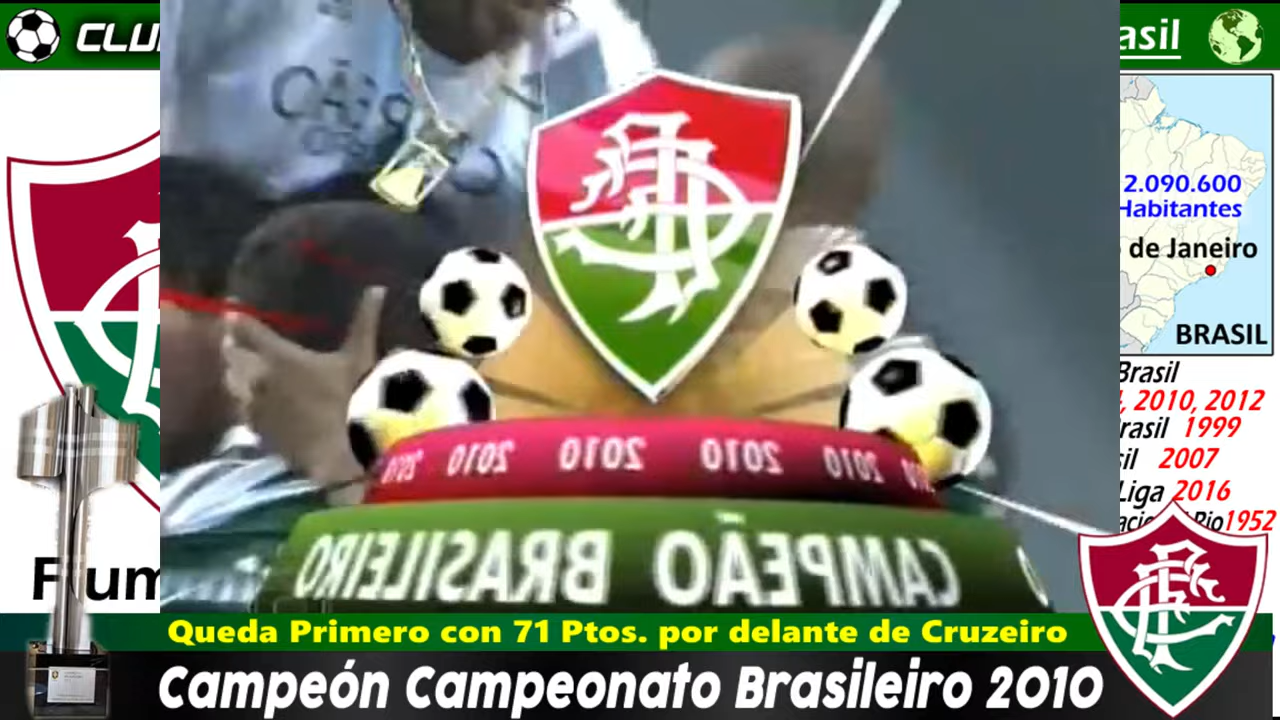 CLU
asil
2.090.600
Habitantes
de Janeiro
BRASIL
Brasil
, 2010, 2012
rasil 1999
sil 2007
Liga 2016
Rio 1952
2010 2010 2010 2010 2010
CAMPEÃO BRASILEIRO
Flum
Queda Primero con 71 Ptos. por delante de Cruzeiro
Campeón Campeonato Brasileiro 2010